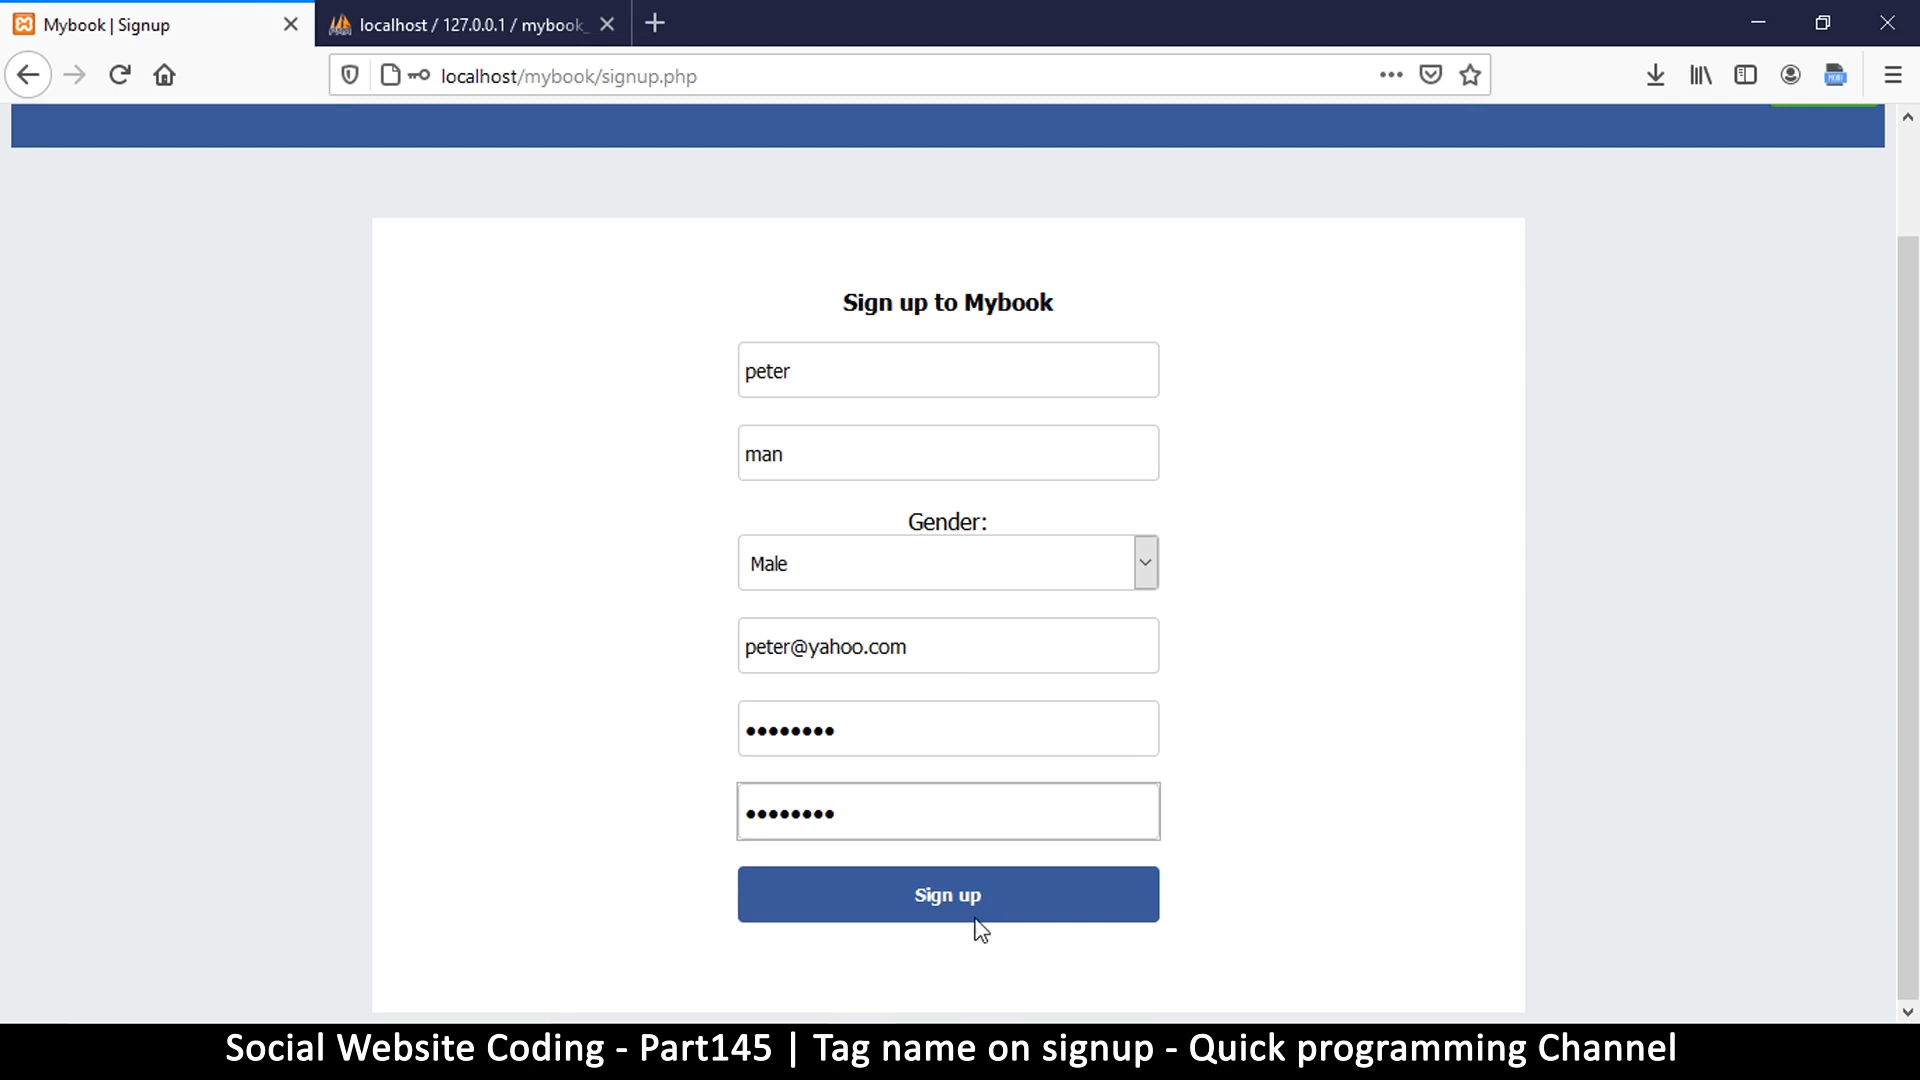 Mybook | Signup
localhost / 127.0.0.1 / mybook_
localhost/mybook/signup.php
Sign up to Mybook
peter
man
Gender:
Male
peter@yahoo.com
••••••••
••••••••
Sign up
Social Website Coding - Part145 | Tag name on signup - Quick programming Channel